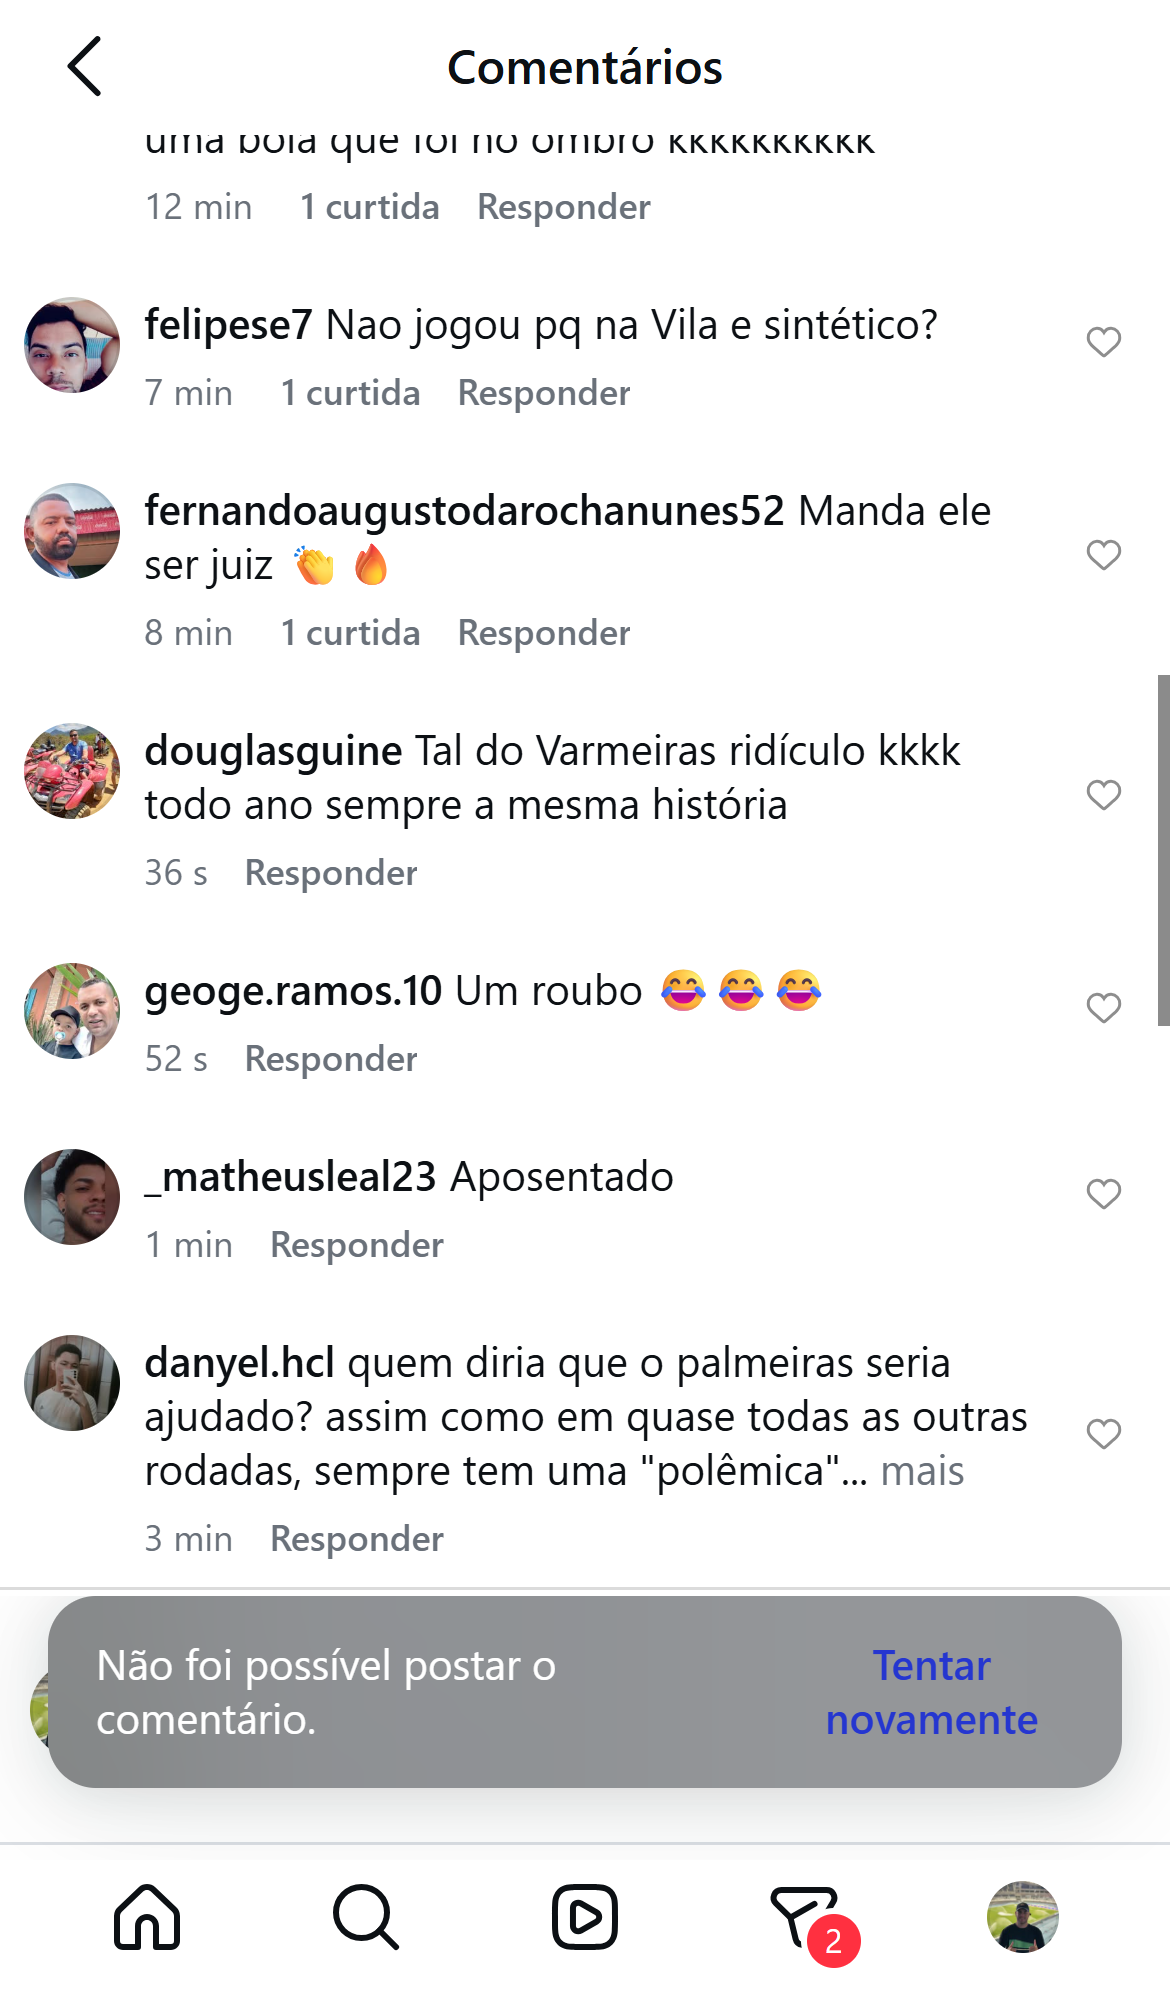 Comentários
uma bola que foi no ombro kkkkkkkkkk
12 min 1 curtida Responder
felipese7 Nao jogou pq na Vila e sintético?
7 min 1 curtida Responder
fernandoaugustodarochanunes52 Manda ele
ser juiz 👏 🔥
8 min 1 curtida Responder
douglasguine Tal do Varmeiras ridículo kkkk
todo ano sempre a mesma história
36 s Responder
geoge.ramos.10 Um roubo 😂 😂 😂
52 s Responder
_matheusleal23 Aposentado
1 min Responder
danyel.hcl quem diria que o palmeiras seria
ajudado? assim como em quase todas as outras
rodadas, sempre tem uma "polêmica"... mais
3 min Responder
Não foi possível postar o
comentário.
Tentar
novamente
2